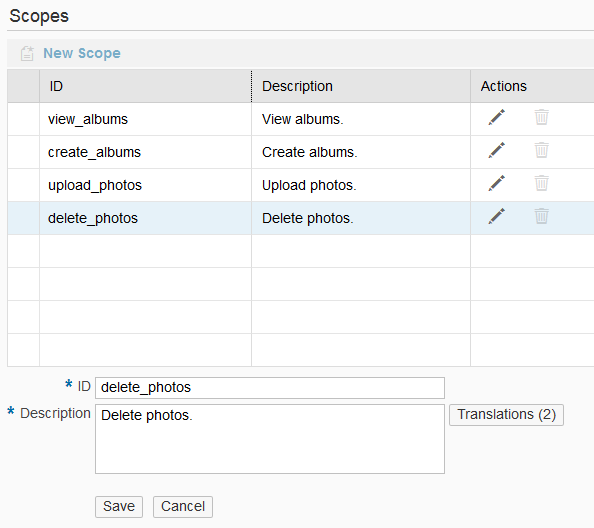 Scopes
New Scope
ID Description Actions
view_albums View albums.
create_albums Create albums.
upload_photos Upload photos.
delete_photos Delete photos.
* ID delete_photos
* Description Delete photos. Translations (2)
Save Cancel